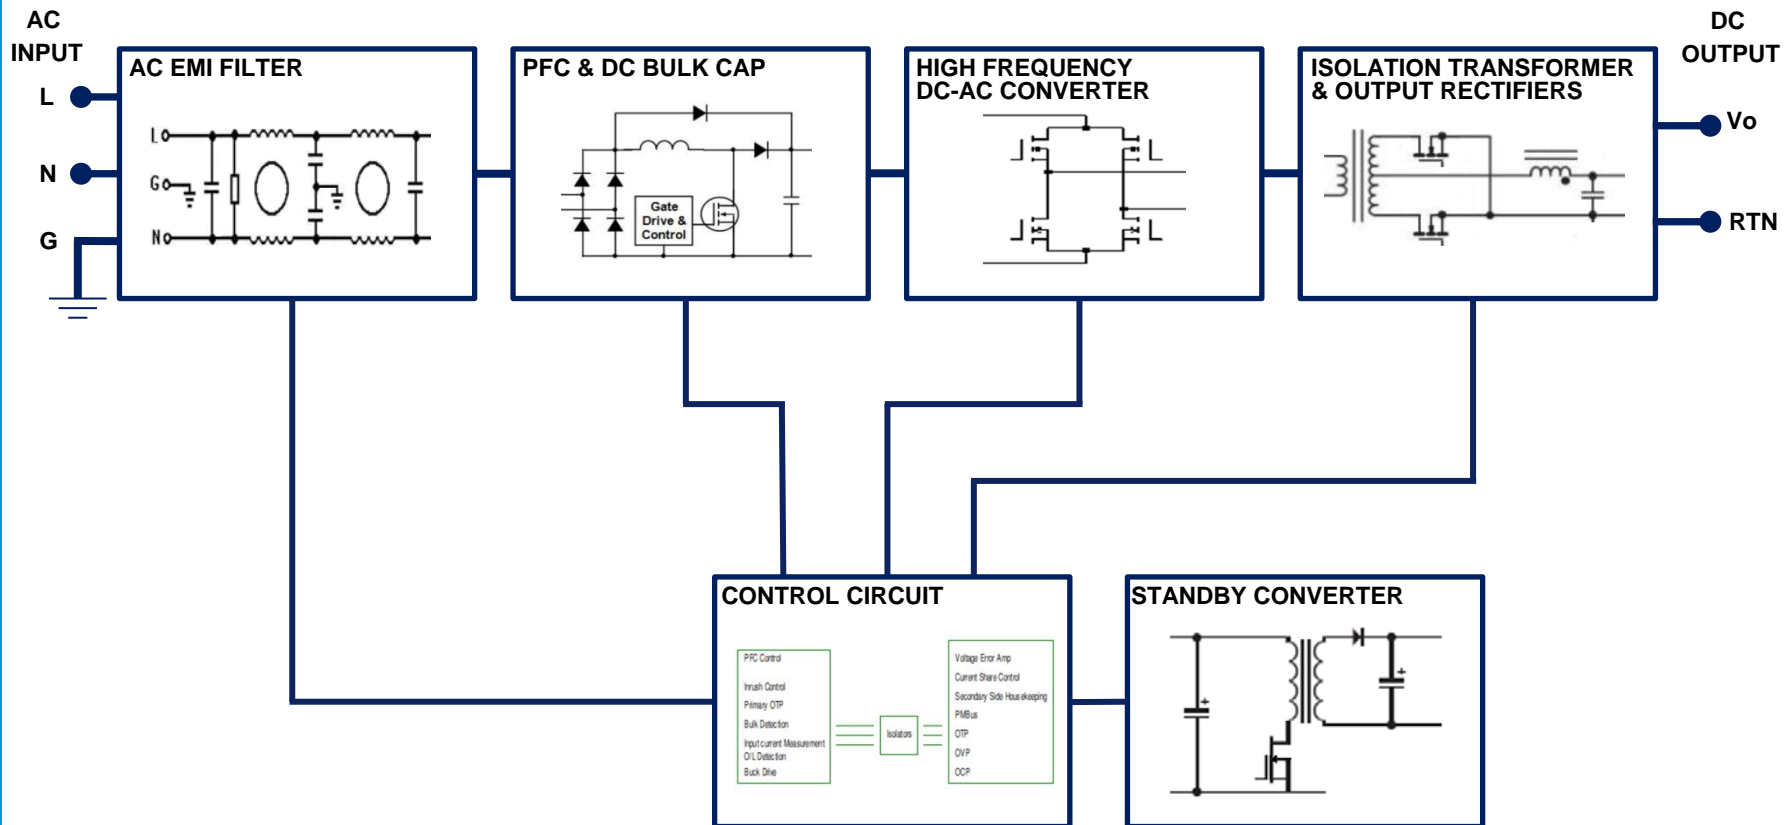 AC
INPUT
L
N
G
AC EMI FILTER
L
G
N
PFC & DC BULK CAP
Gate
Drive &
Control
HIGH FREQUENCY
DC-AC CONVERTER
ISOLATION TRANSFORMER
& OUTPUT RECTIFIERS
DC
OUTPUT
Vo
RTN
CONTROL CIRCUIT
PFC Control
Inrush Control
Primary OTP
Bulk Detection
Input current Measurement
O/L Detection
Buck Drive
Isolators
Voltage Error Amp
Current Share Control
Secondary Side Housekeeping
PMBus
OTP
OVP
OCP
STANDBY CONVERTER
+
+